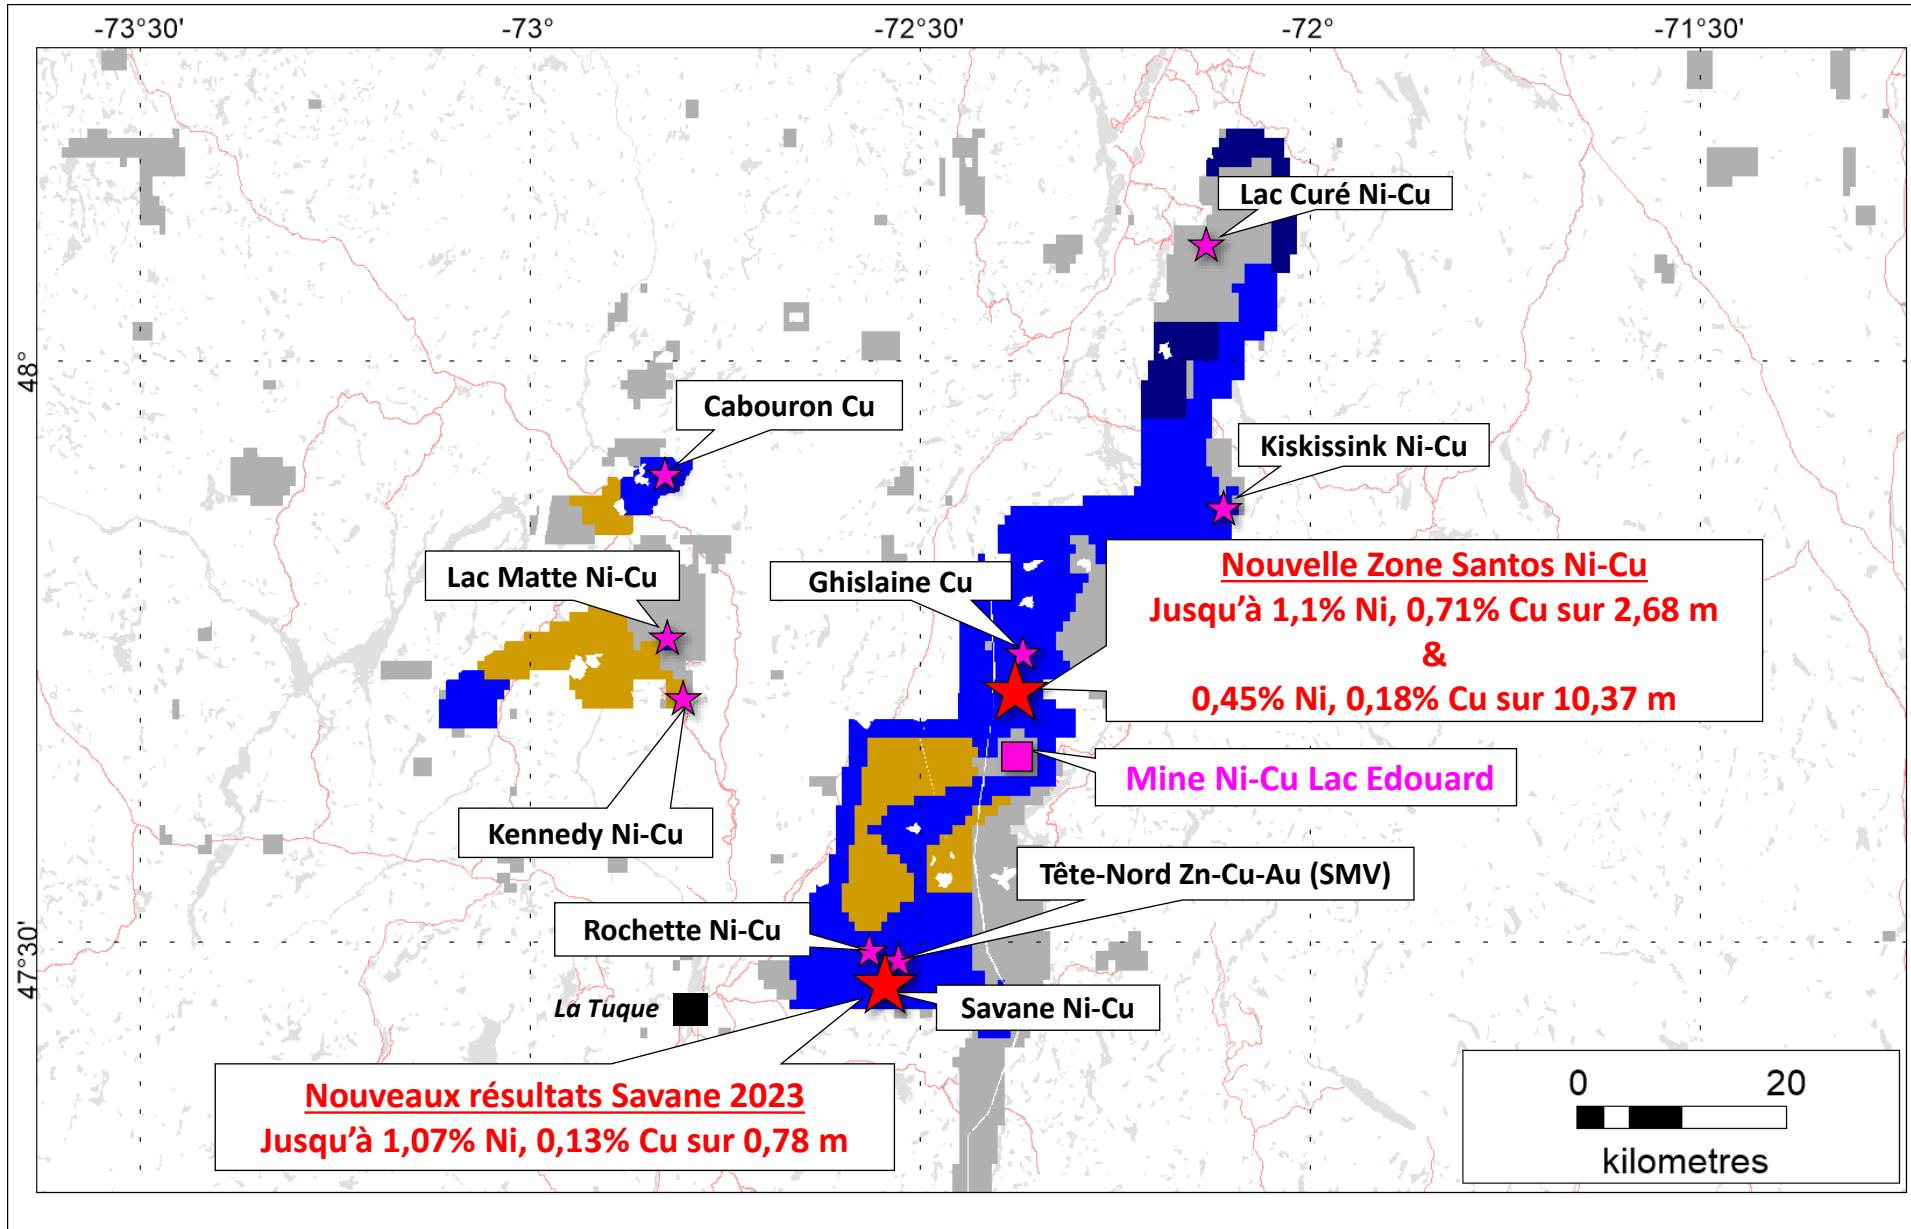 -73°30'
-73°
-72°30'
-72°
-71°30'
48°
47°30'
Lac Curé Ni-Cu
Cabouron Cu
Kiskissink Ni-Cu
Lac Matte Ni-Cu
Ghislaine Cu
Nouvelle Zone Santos Ni-Cu
Jusqu'à 1,1% Ni, 0,71% Cu sur 2,68 m
&
0,45% Ni, 0,18% Cu sur 10,37 m
Mine Ni-Cu Lac Edouard
Kennedy Ni-Cu
Tête-Nord Zn-Cu-Au (SMV)
Rochette Ni-Cu
La Tuque
Savane Ni-Cu
Nouveaux résultats Savane 2023
Jusqu'à 1,07% Ni, 0,13% Cu sur 0,78 m
0
20
kilometres